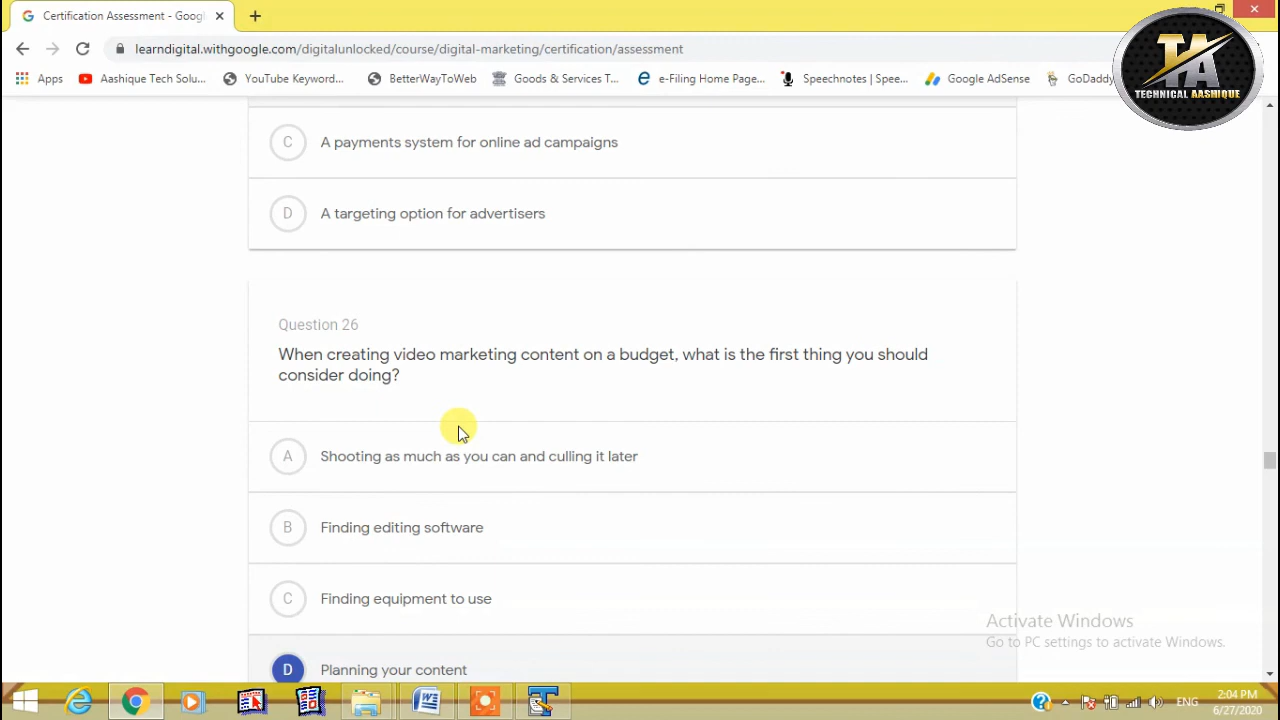 Certification Assessment - Googl
learndigital.withgoogle.com/digitalunlocked/course/digital-marketing/certification/assessment
Apps
Aashique Tech Solu...
YouTube Keyword...
BetterWayToWeb
Goods & Services T...
e-Filing Home Page...
Speechnotes | Spee...
Google AdSense
GoDaddy
TA
TECHNICAL AASHIQUE
C A payments system for online ad campaigns
D A targeting option for advertisers
Question 26
When creating video marketing content on a budget, what is the first thing you should
consider doing?
A Shooting as much as you can and culling it later
B Finding editing software
C Finding equipment to use
D Planning your content
Activate Windows
Go to PC settings to activate Windows.
ENG
2:04 PM
6/27/2020